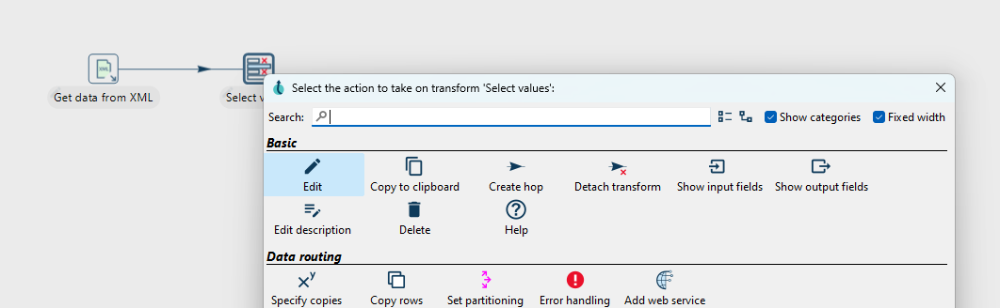 XML
Get data from XML
Select v
Select the action to take on transform 'Select values':
Search:
Show categories
Fixed width
Basic
Edit
Copy to clipboard
Create hop
Detach transform
Show input fields
Show output fields
Edit description
Delete
Help
Data routing
Specify copies
Copy rows
Set partitioning
Error handling
Add web service